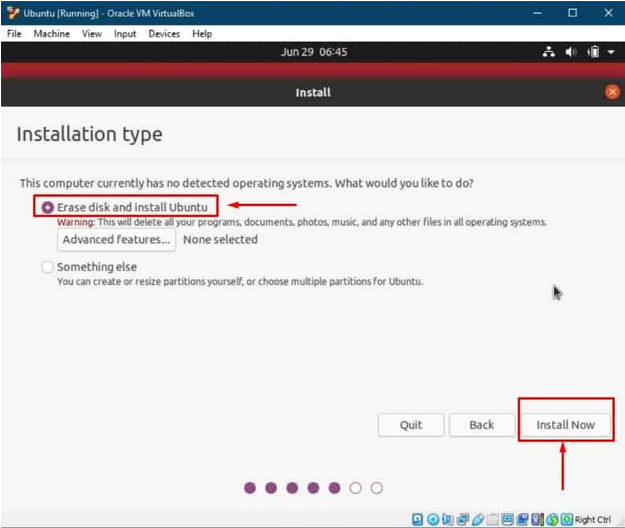 Ubuntu [Running] - Oracle VM VirtualBox
File Machine View Input Devices Help
Jun 29 06:45
Install
Installation type
This computer currently has no detected operating systems. What would you like to do?
Erase disk and install Ubuntu
Warning: This will delete all your programs, documents, photos, music, and any other files in all operating systems.
Advanced features... None selected
Something else
You can create or resize partitions yourself, or choose multiple partitions for Ubuntu.
Quit Back Install Now
Right Ctrl